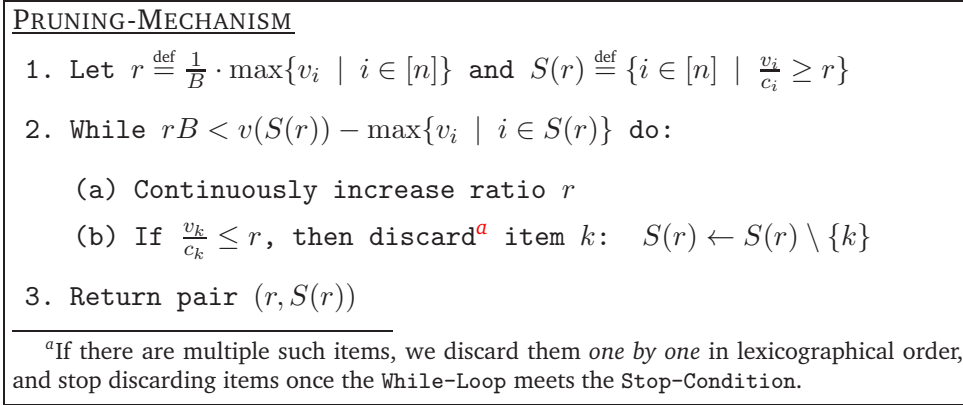 PRUNING-MECHANISM
1. Let r ≝ 1/B · max{v_i | i ∈ [n]} and S(r) ≝ {i ∈ [n] | v_i/c_i ≥ r}
2. While rB < v(S(r)) − max{v_i | i ∈ S(r)} do:
(a) Continuously increase ratio r
(b) If v_k/c_k ≤ r, then discard^a item k: S(r) ← S(r) \ {k}
3. Return pair (r, S(r))
^aIf there are multiple such items, we discard them one by one in lexicographical order,
and stop discarding items once the While-Loop meets the Stop-Condition.